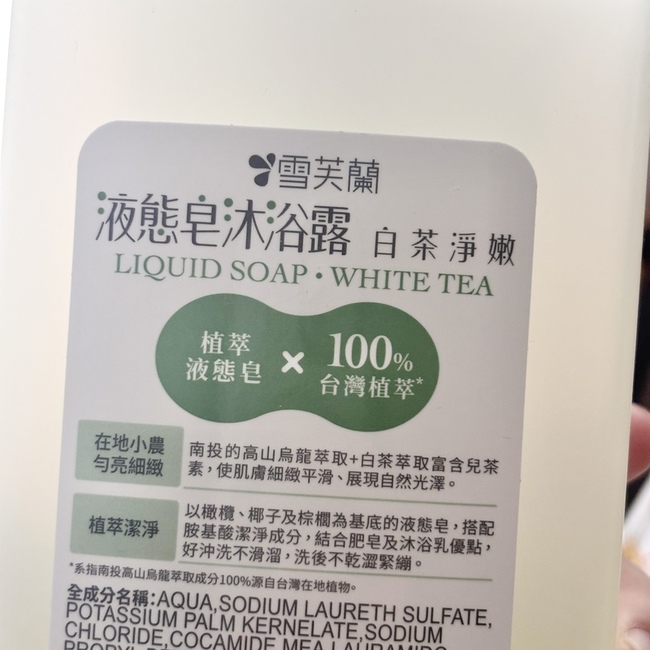 雪芙蘭
液態皂沐浴露 白茶淨嫩
LIQUID SOAP · WHITE TEA
植萃
液態皂
×
100%
台灣植萃*
在地小農
勻亮細緻
南投的高山烏龍萃取+白茶萃取富含兒茶
素，使肌膚細緻平滑、展現自然光澤。
植萃潔淨
以橄欖、椰子及棕櫚為基底的液態皂，搭配
胺基酸潔淨成分，結合肥皂及沐浴乳優點，
好沖洗不滑溜，洗後不乾澀緊繃。
*系指南投高山烏龍萃取成分100%源自台灣在地植物。
全成分名稱：AQUA,SODIUM LAURETH SULFATE,
POTASSIUM PALM KERNELATE,SODIUM
CHLORIDE,COCAMIDE MEA,LAURAMIDO